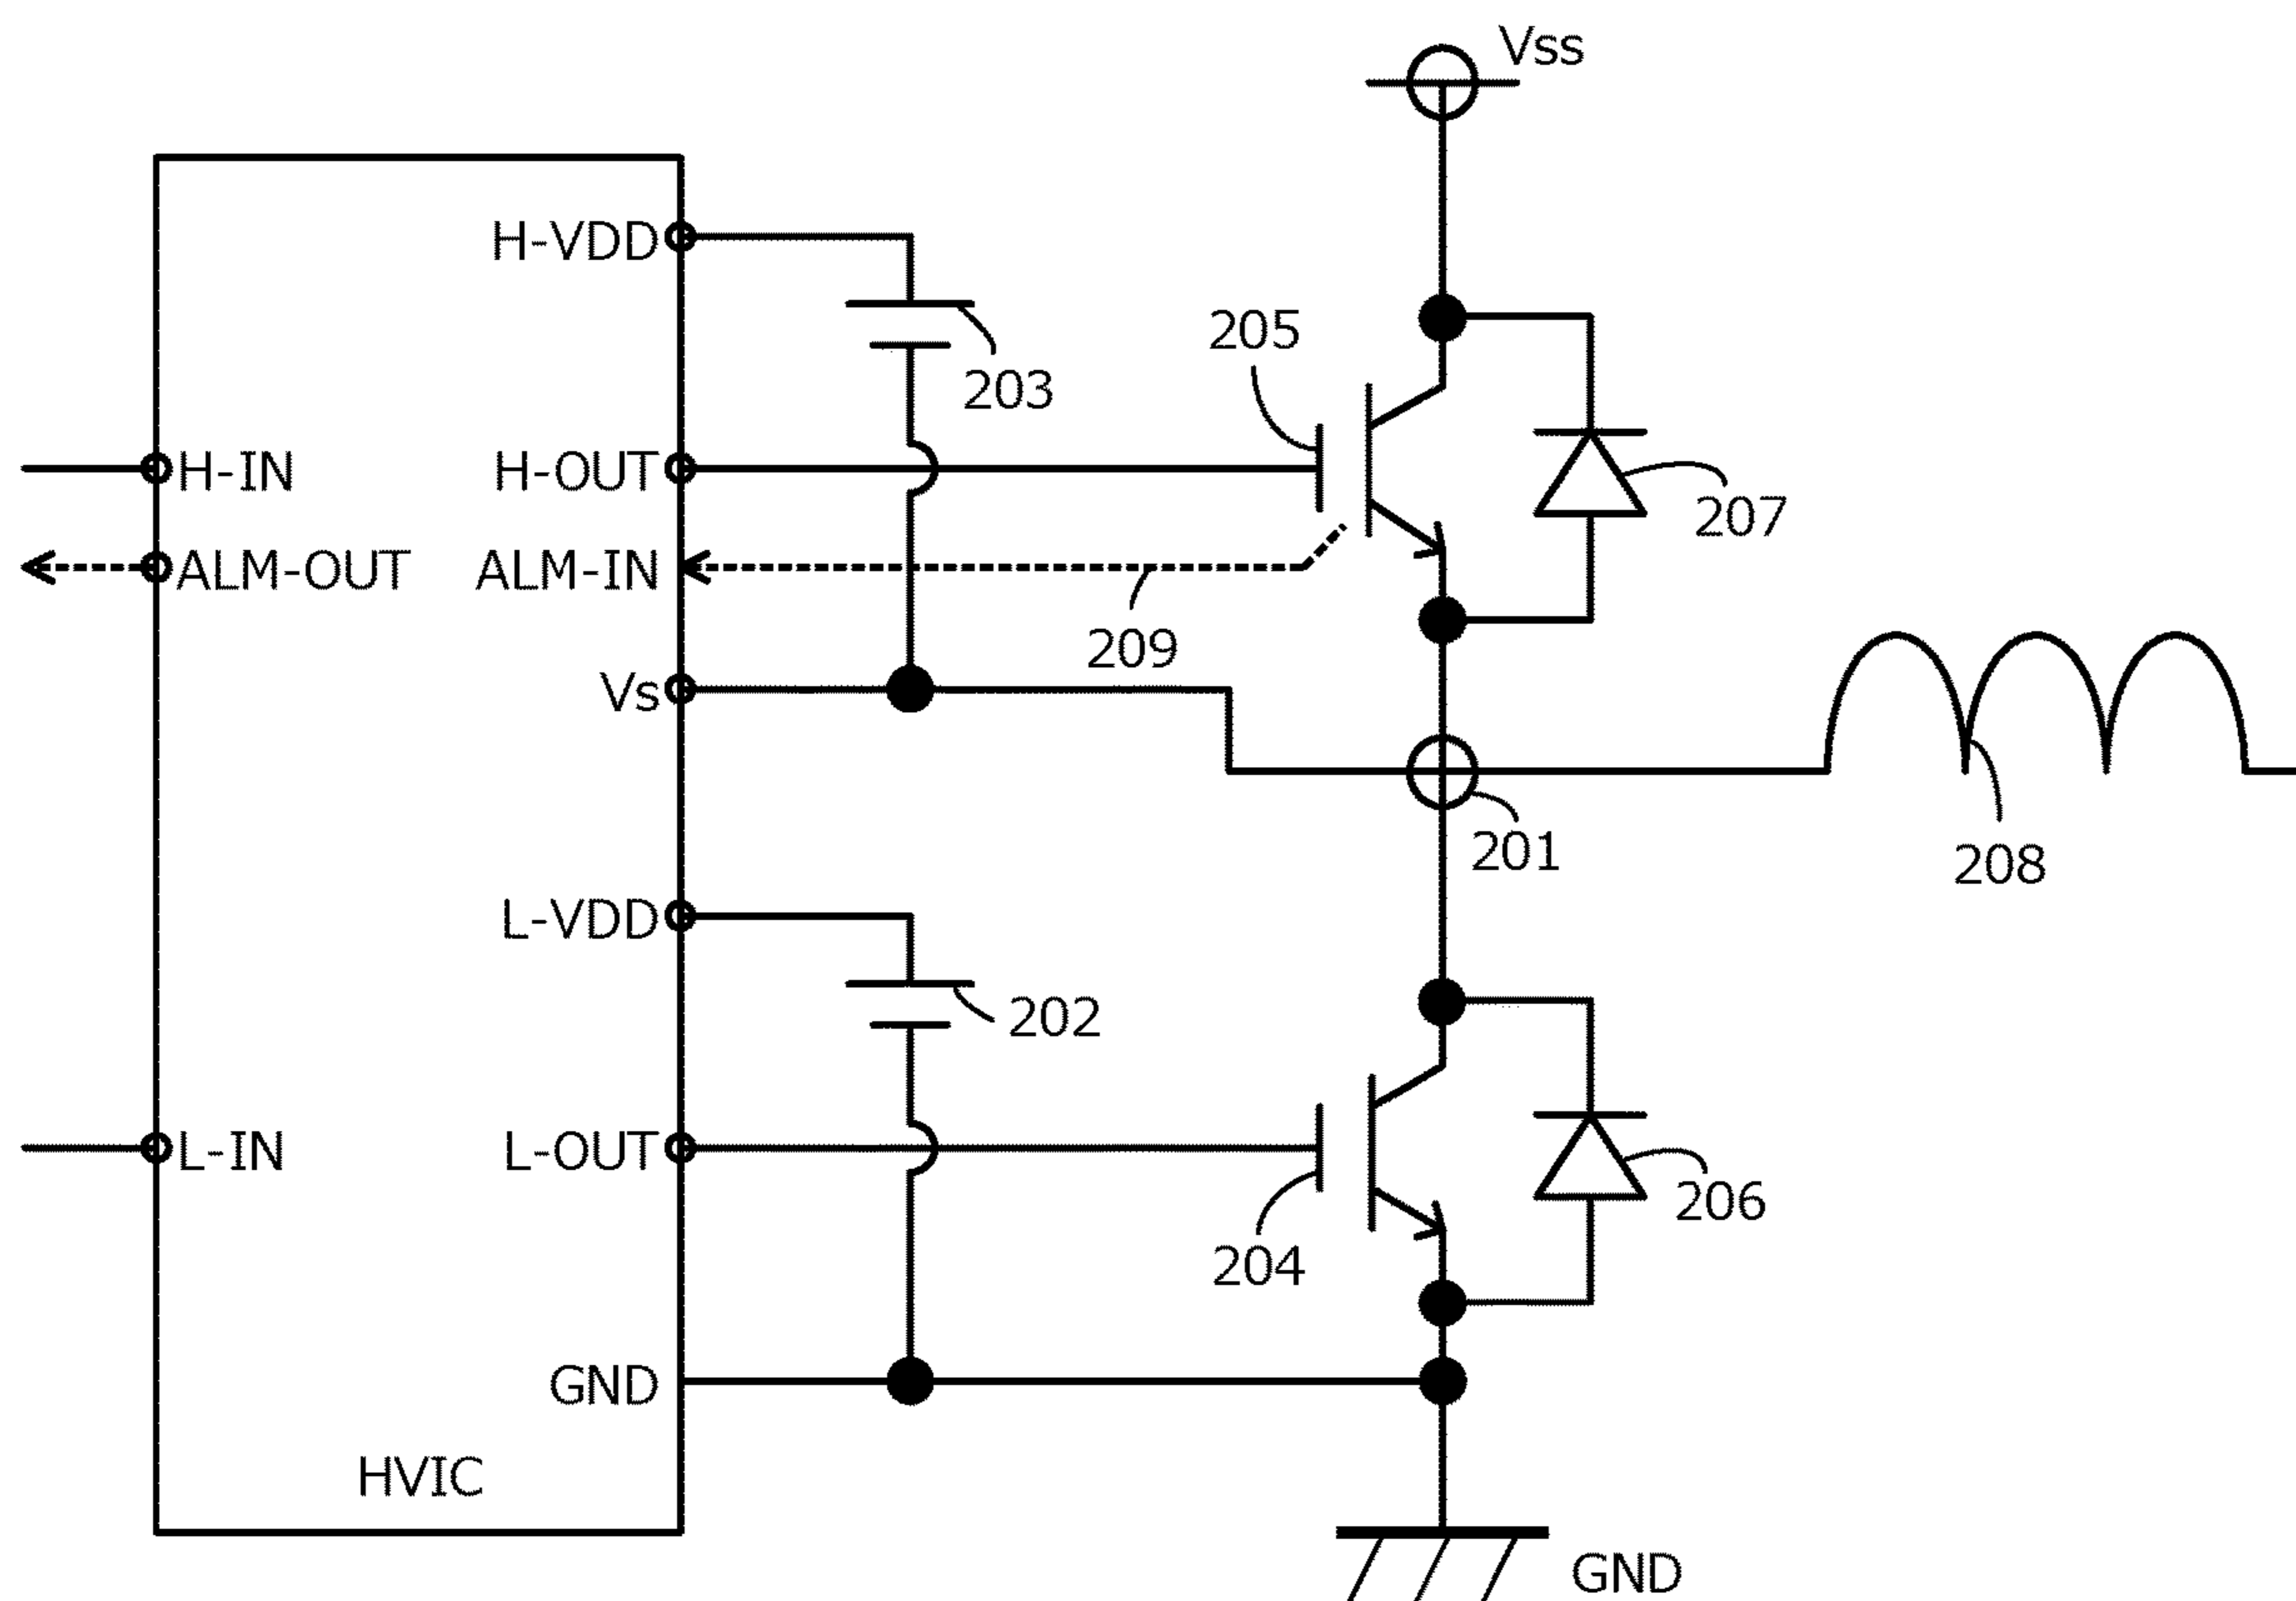 Vss
H-VDD
205
203
H-IN
H-OUT
207
ALM-OUT
ALM-IN
209
Vs
201
208
L-VDD
202
L-IN
L-OUT
206
204
GND
HVIC
GND